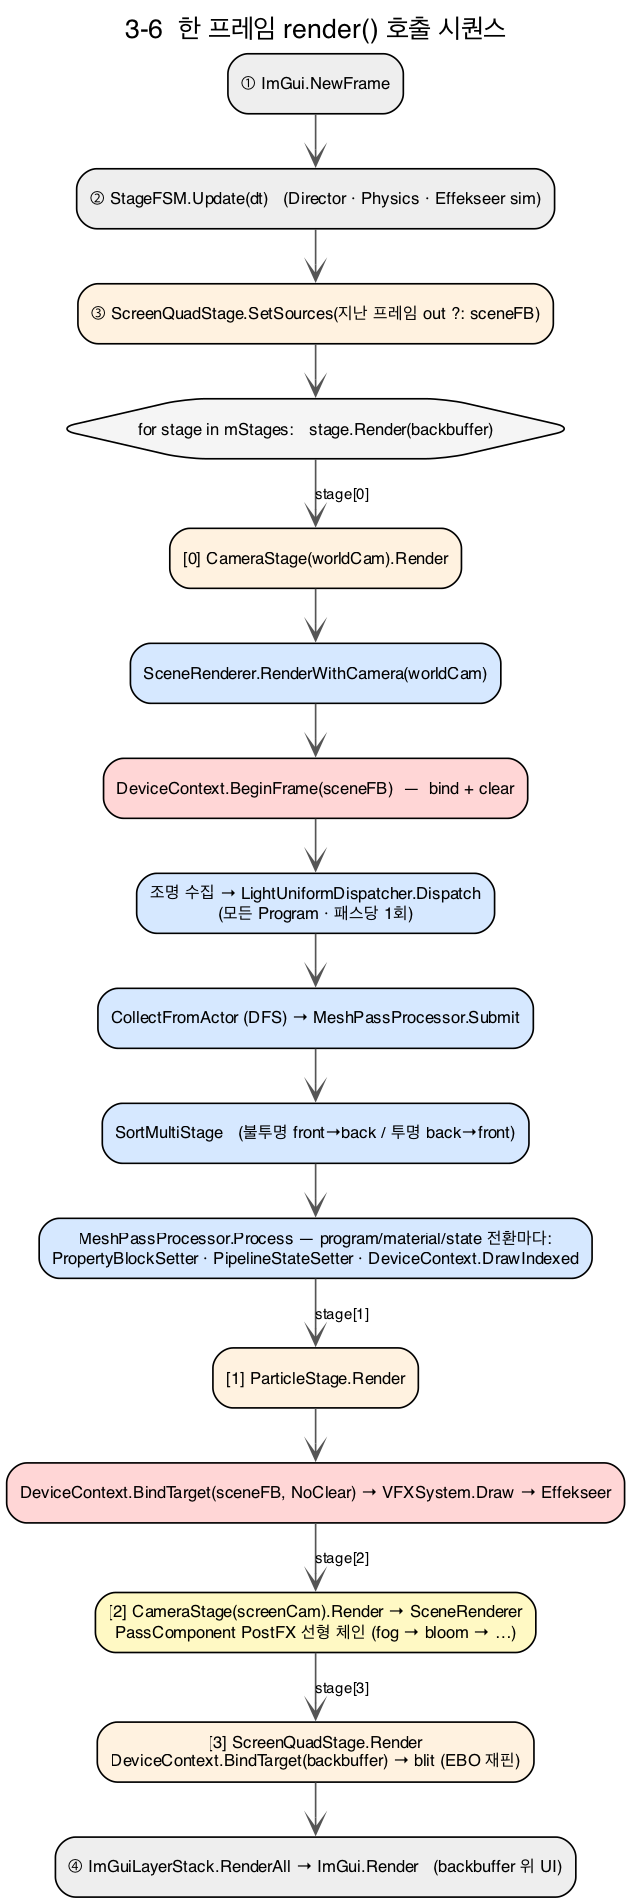 3-6 한 프레임 render() 호출 시퀀스
① ImGui.NewFrame
② StageFSM.Update(dt) (Director · Physics · Effekseer sim)
③ ScreenQuadStage.SetSources(지난 프레임 out ?: sceneFB)
for stage in mStages: stage.Render(backbuffer)
stage[0]
[0] CameraStage(worldCam).Render
SceneRenderer.RenderWithCamera(worldCam)
DeviceContext.BeginFrame(sceneFB) — bind + clear
조명 수집 → LightUniformDispatcher.Dispatch
(모든 Program · 패스당 1회)
CollectFromActor (DFS) → MeshPassProcessor.Submit
SortMultiStage (불투명 front→back / 투명 back→front)
MeshPassProcessor.Process — program/material/state 전환마다:
PropertyBlockSetter · PipelineStateSetter · DeviceContext.DrawIndexed
stage[1]
[1] ParticleStage.Render
DeviceContext.BindTarget(sceneFB, NoClear) → VFXSystem.Draw → Effekseer
stage[2]
[2] CameraStage(screenCam).Render → SceneRenderer
PassComponent PostFX 선형 체인 (fog → bloom → …)
stage[3]
[3] ScreenQuadStage.Render
DeviceContext.BindTarget(backbuffer) → blit (EBO 재핀)
④ ImGuiLayerStack.RenderAll → ImGui.Render (backbuffer 위 UI)